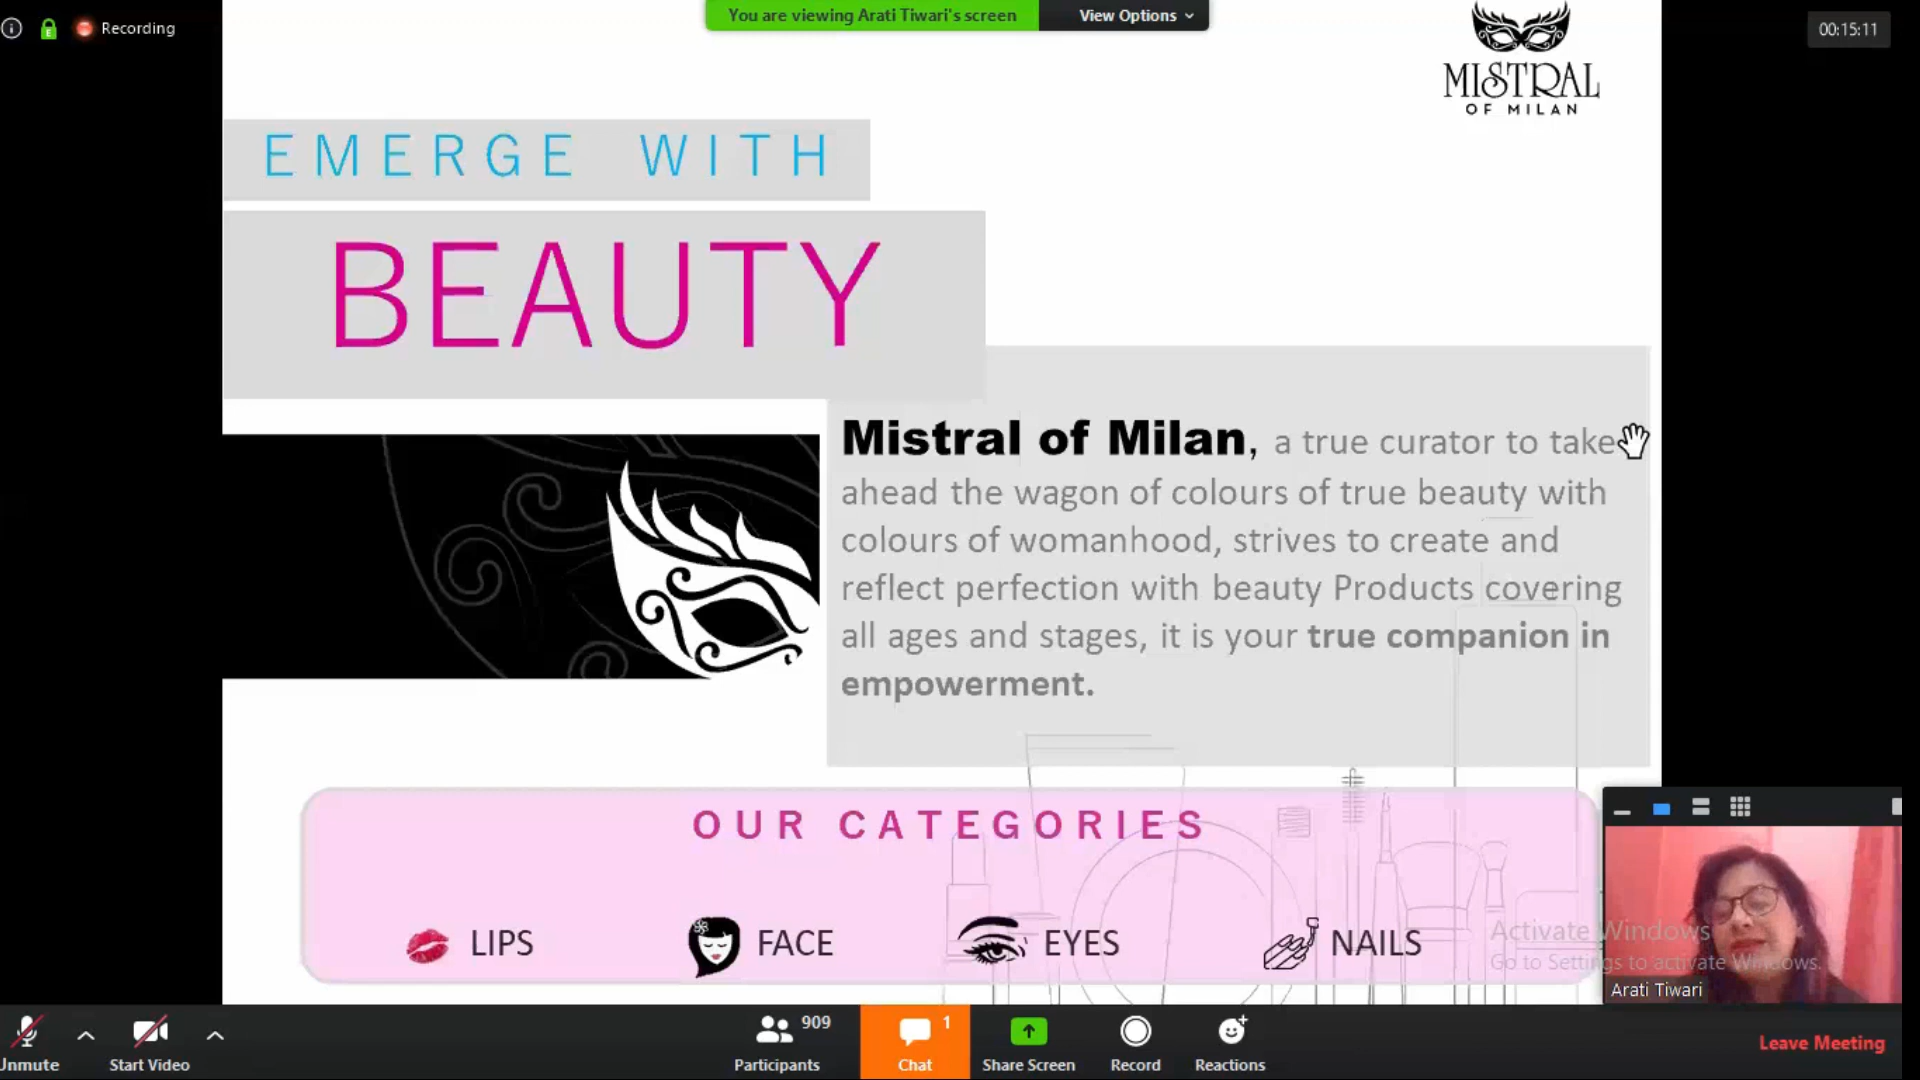 Recording
You are viewing Arati Tiwari's screen
View Options
00:15:11
MISTRAL
OF MILAN
EMERGE WITH
BEAUTY
Mistral of Milan, a true curator to take
ahead the wagon of colours of true beauty with
colours of womanhood, strives to create and
reflect perfection with beauty Products covering
all ages and stages, it is your true companion in
empowerment.
OUR CATEGORIES
LIPS
FACE
EYES
NAILS
Activate Windows
Go to Settings to activate Windows.
Arati Tiwari
Unmute
Start Video
909
Participants
1
Chat
Share Screen
Record
Reactions
Leave Meeting